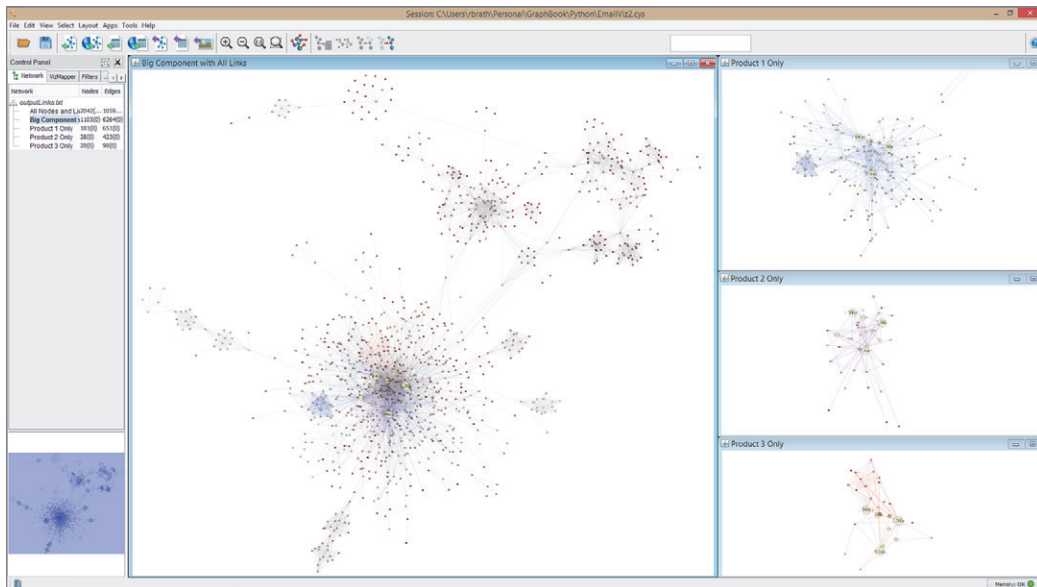 Session: C:\Users\rbrath\Personal\GraphBook\Python\EmailViz2.cys
File Edit View Select Layout Apps Tools Help
Control Panel
Network VizMapper Filters
Network Nodes Edges
outputLinks.txt
All Nodes and Li 2042(... 1059...
Big Component 1103(0) 6264(0)
Product 1 Only 183(0) 651(0)
Product 2 Only 38(0) 423(0)
Product 3 Only 28(0) 90(0)
Big Component with All Links
Product 1 Only
Product 2 Only
Product 3 Only
Memory: OK